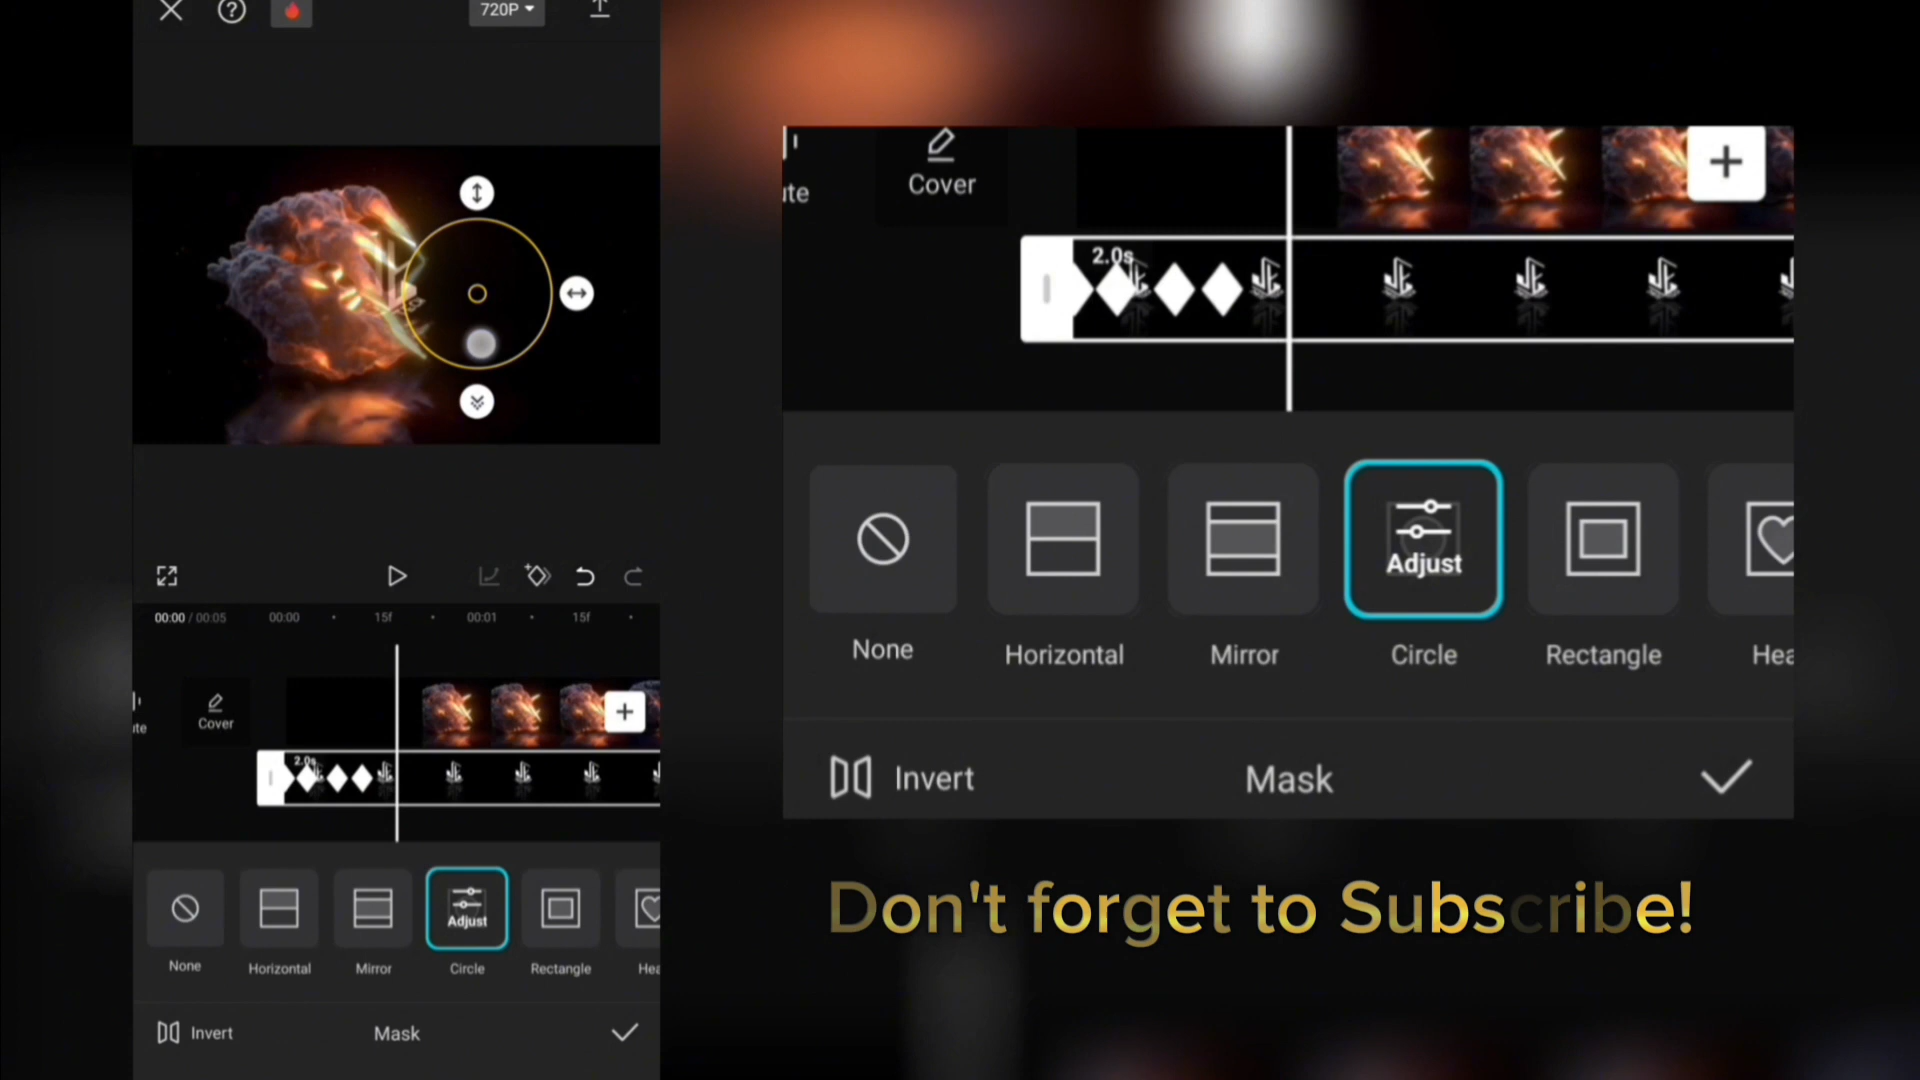 720P
00:00 / 00:05
00:00
15f
00:01
15f
ute
Cover
2.0s
Adjust
None
Horizontal
Mirror
Circle
Rectangle
Hea
Invert
Mask
ute
Cover
2.0s
Adjust
None
Horizontal
Mirror
Circle
Rectangle
Hea
Invert
Mask
Don't forget to Subscribe!